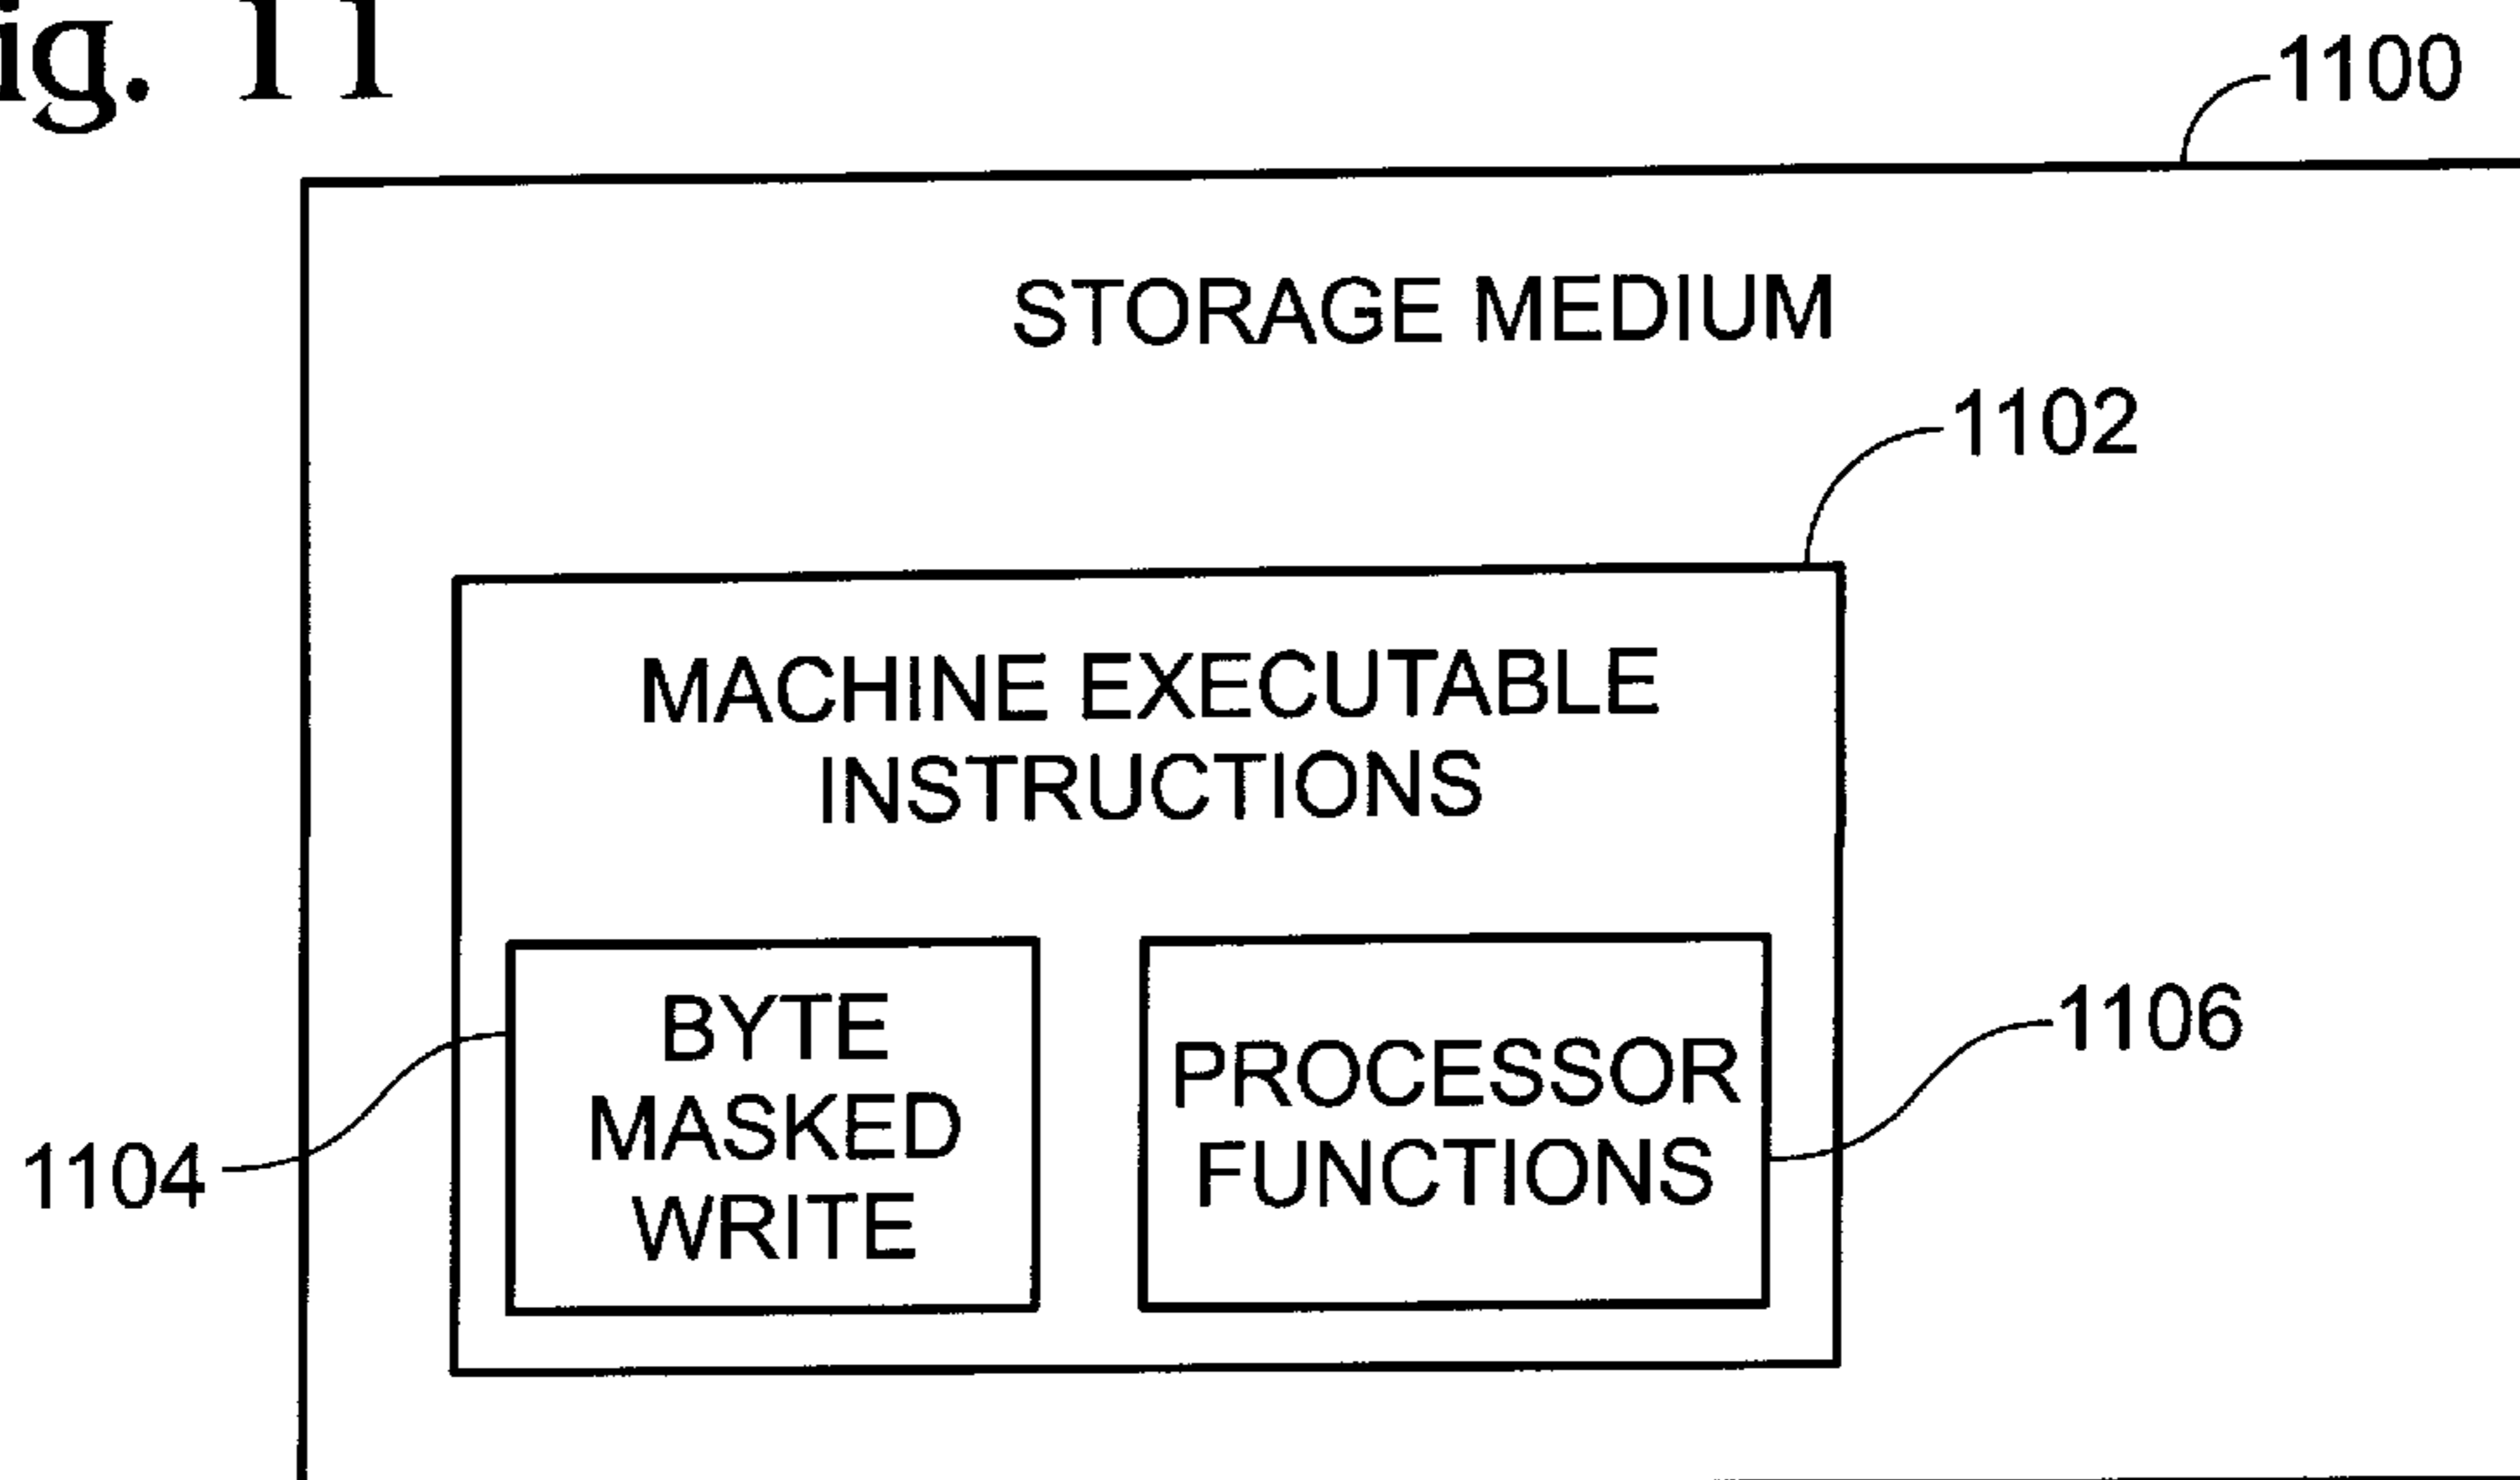 ig. 11
1100
STORAGE MEDIUM
1102
MACHINE EXECUTABLE
INSTRUCTIONS
BYTE
MASKED
WRITE
PROCESSOR
FUNCTIONS
1106
1104